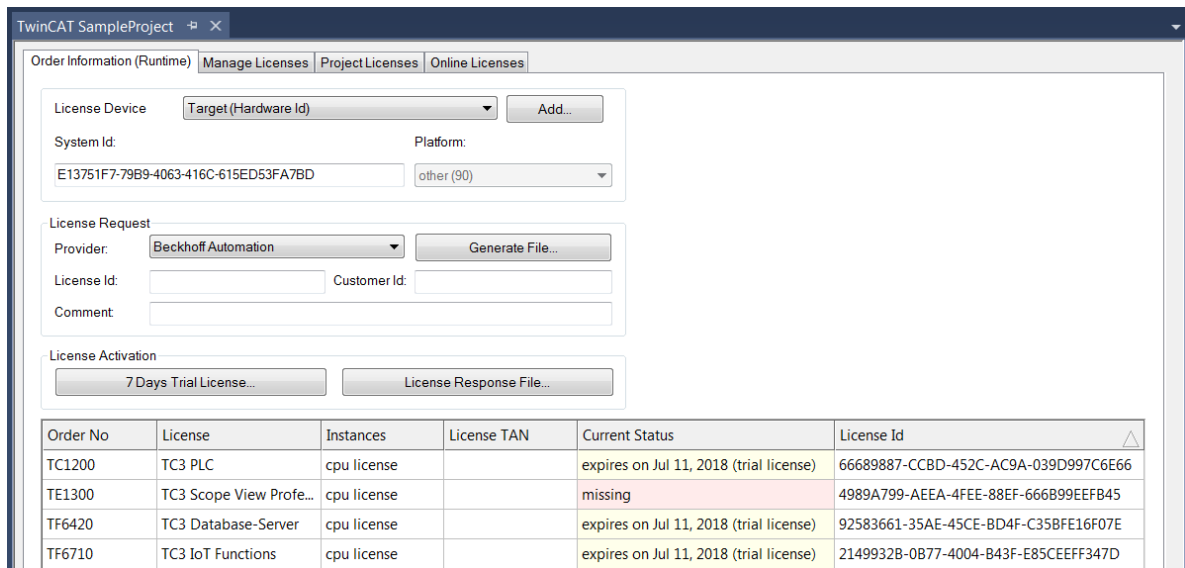 TwinCAT SampleProject
Order Information (Runtime) Manage Licenses Project Licenses Online Licenses
License Device Target (Hardware Id) Add...
System Id: Platform:
E13751F7-79B9-4063-416C-615ED53FA7BD other (90)
License Request
Provider: Beckhoff Automation Generate File...
License Id: Customer Id:
Comment:
License Activation
7 Days Trial License... License Response File...
Order No License Instances License TAN Current Status License Id
TC1200 TC3 PLC cpu license expires on Jul 11, 2018 (trial license) 66689887-CCBD-452C-AC9A-039D997C6E66
TE1300 TC3 Scope View Profe... cpu license missing 4989A799-AEEA-4FEE-88EF-666B99EEFB45
TF6420 TC3 Database-Server cpu license expires on Jul 11, 2018 (trial license) 92583661-35AE-45CE-BD4F-C35BFE16F07E
TF6710 TC3 IoT Functions cpu license expires on Jul 11, 2018 (trial license) 2149932B-0B77-4004-B43F-E85CEEFF347D